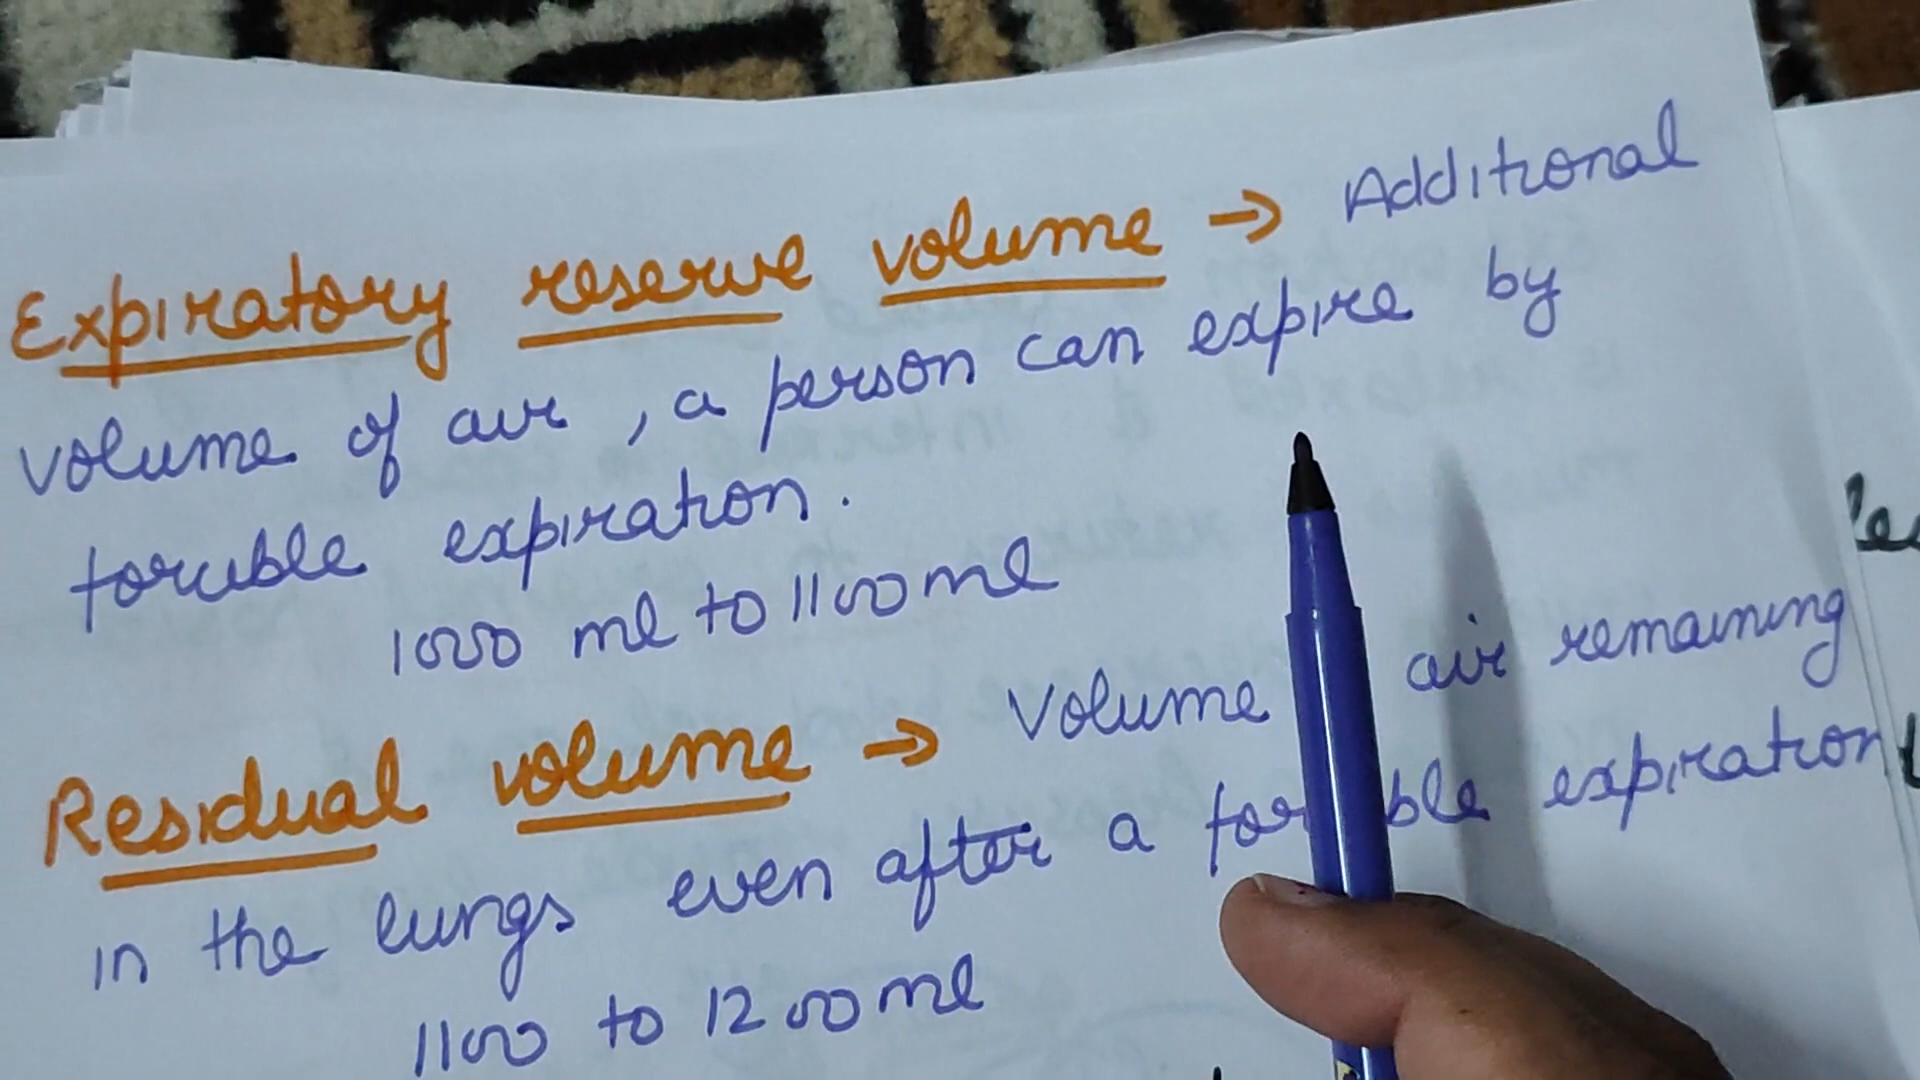 Expiratory reserve volume → Additional
volume of air, a person can expire by
forcible expiration.
1000 ml to 1100 ml
Residual volume → Volume air remaining
in the lungs even after a forble expiration
1100 to 1200 ml